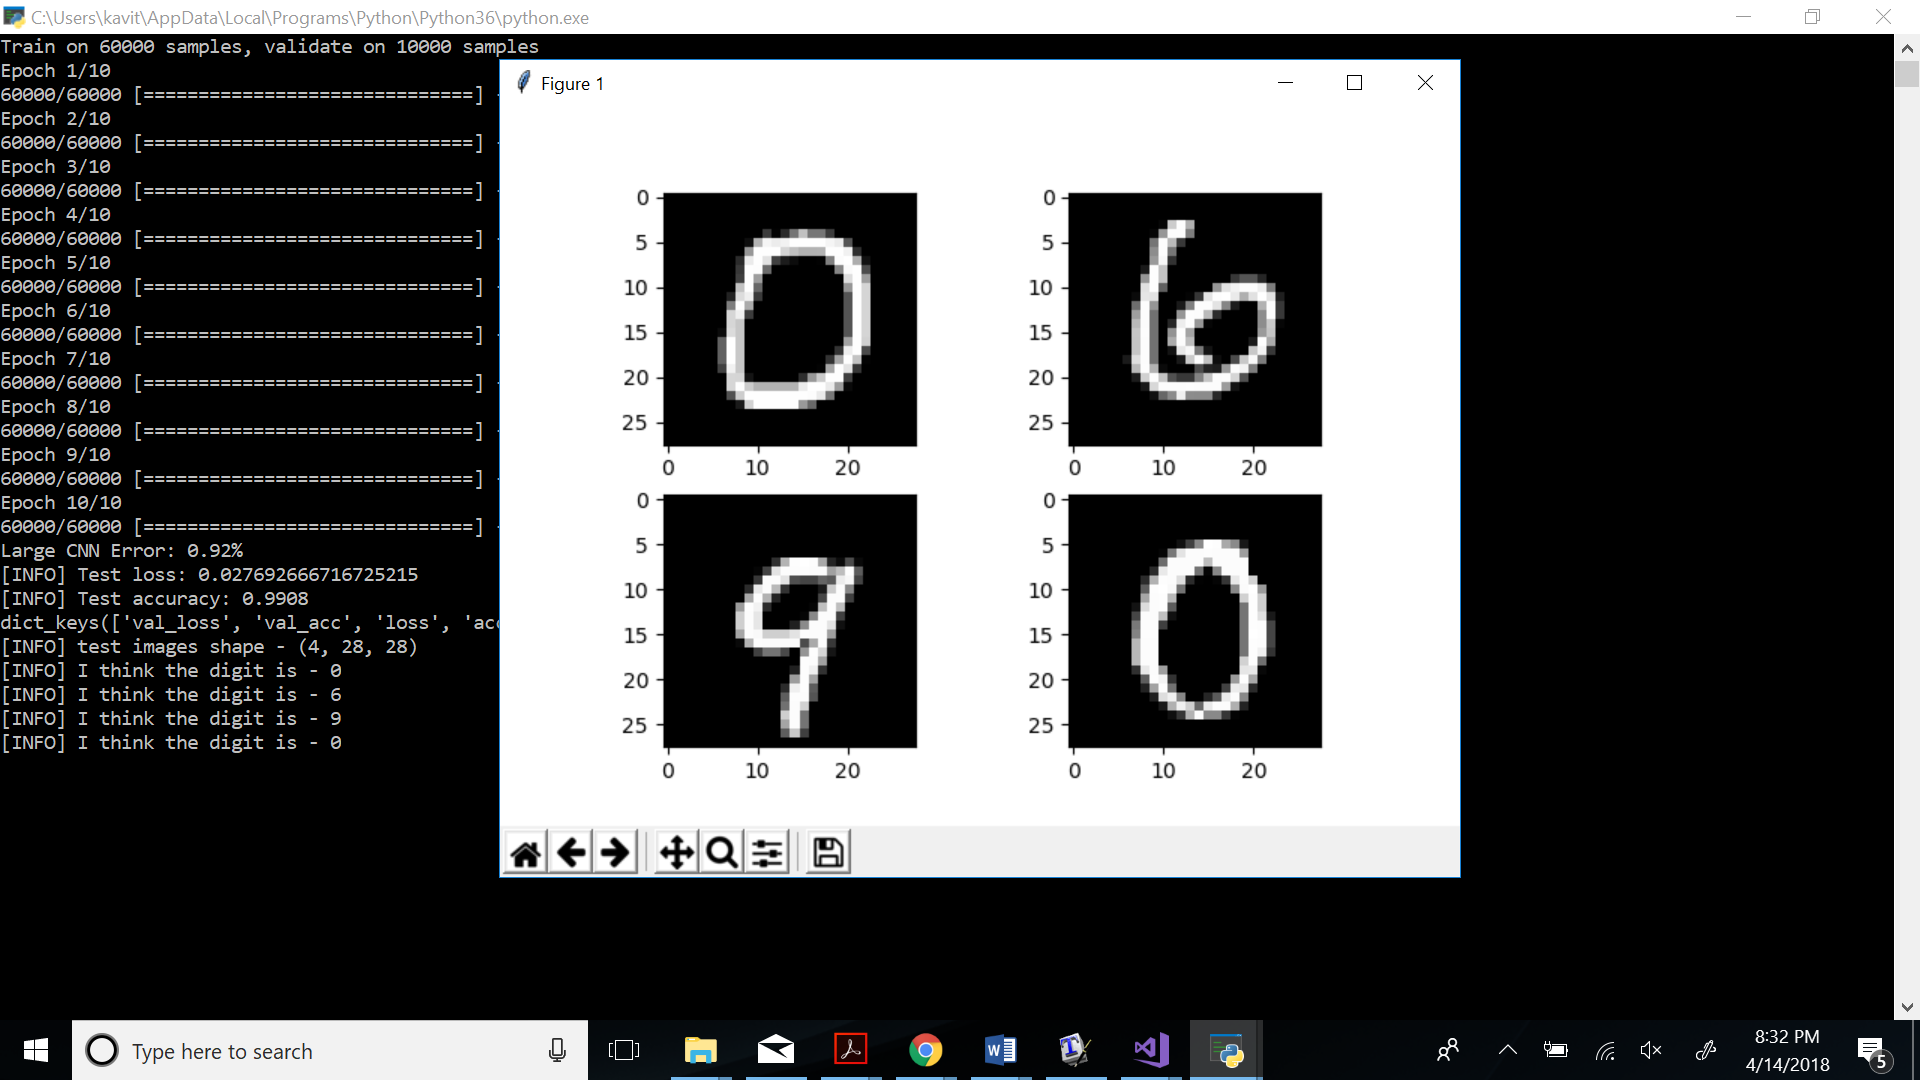 C:\Users\kavit\AppData\Local\Programs\Python\Python36\python.exe
Train on 60000 samples, validate on 10000 samples
Epoch 1/10
60000/60000 [==============================] -
Epoch 2/10
60000/60000 [==============================] -
Epoch 3/10
60000/60000 [==============================] -
Epoch 4/10
60000/60000 [==============================] -
Epoch 5/10
60000/60000 [==============================] -
Epoch 6/10
60000/60000 [==============================] -
Epoch 7/10
60000/60000 [==============================] -
Epoch 8/10
60000/60000 [==============================] -
Epoch 9/10
60000/60000 [==============================] -
Epoch 10/10
60000/60000 [==============================] -
Large CNN Error: 0.92%
[INFO] Test loss: 0.027692666716725215
[INFO] Test accuracy: 0.9908
dict_keys(['val_loss', 'val_acc', 'loss', 'acc
[INFO] test images shape - (4, 28, 28)
[INFO] I think the digit is - 0
[INFO] I think the digit is - 6
[INFO] I think the digit is - 9
[INFO] I think the digit is - 0
Figure 1
0
5
10
15
20
25
0 10 20
0
0
5
10
15
20
25
0 10 20
6
0
5
10
15
20
25
0 10 20
9
0
5
10
15
20
25
0 10 20
0
Type here to search
8:32 PM
4/14/2018
5